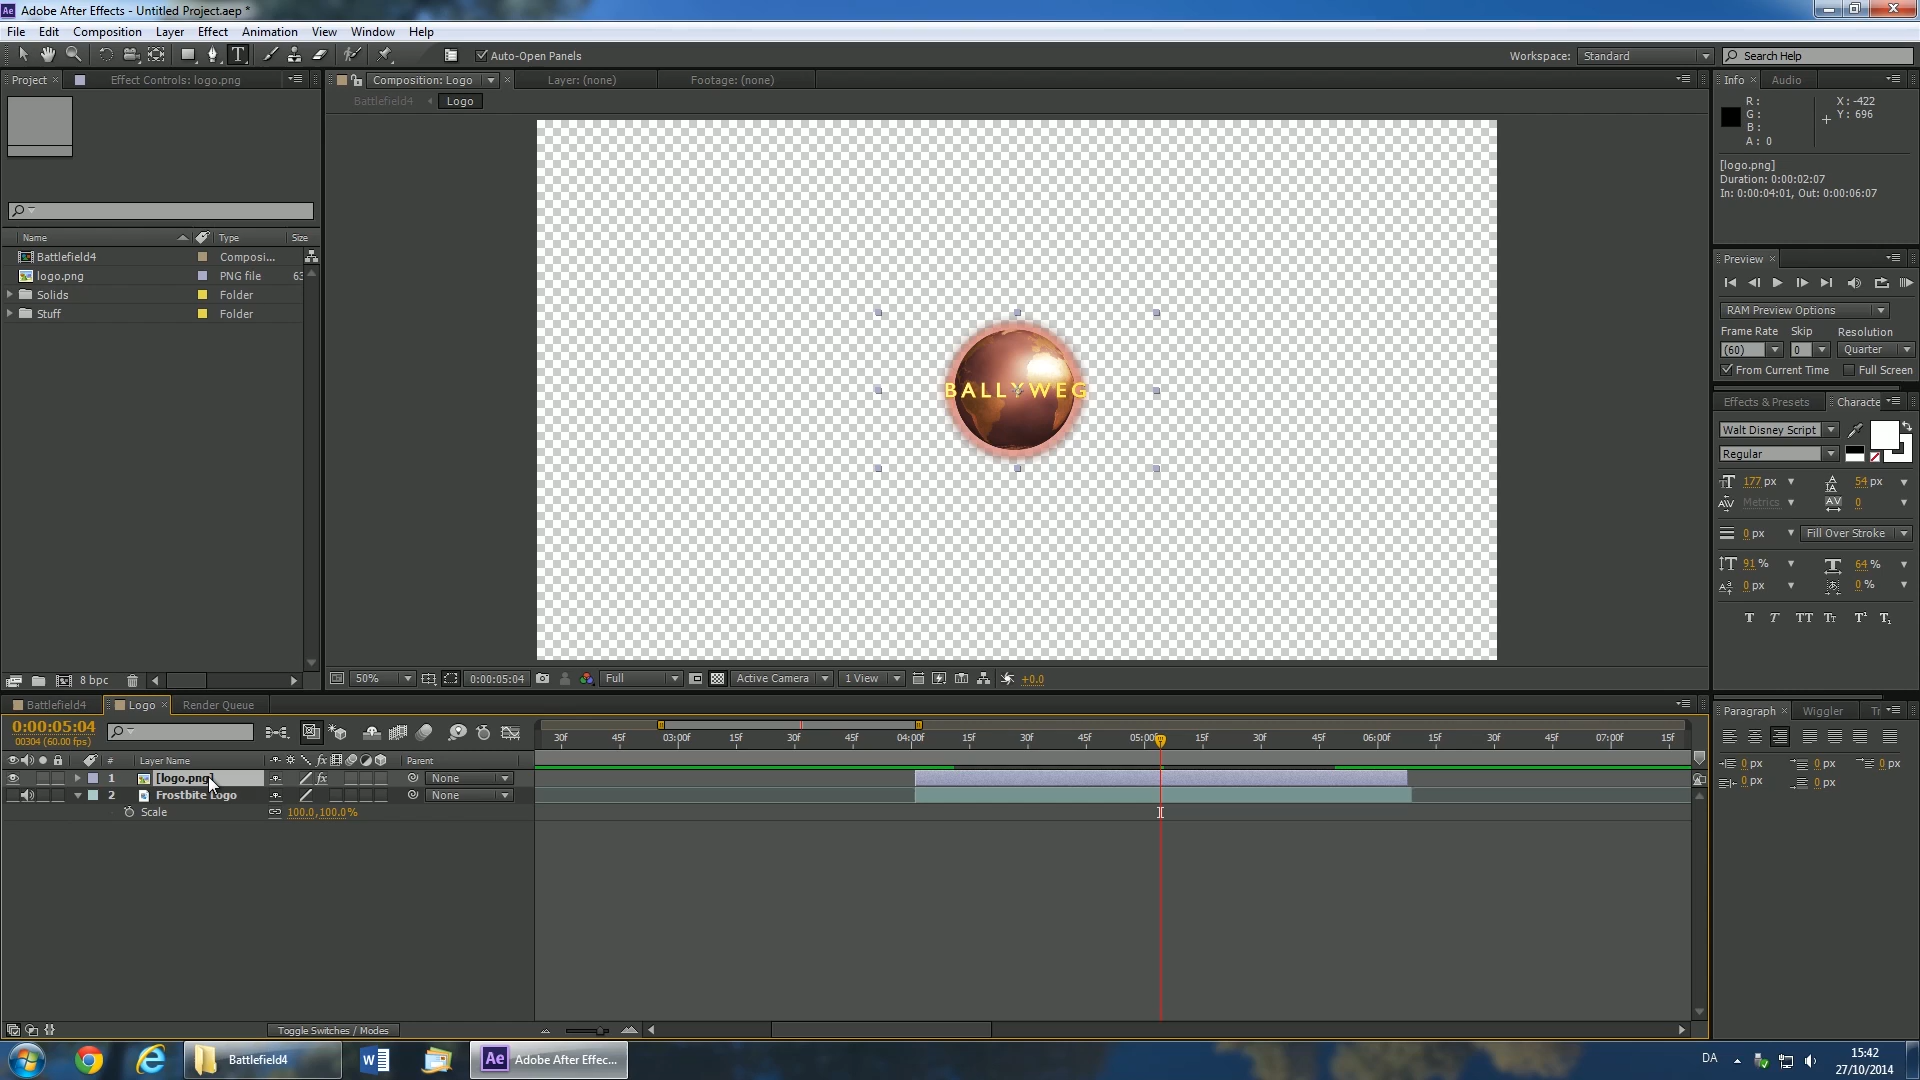 Adobe After Effects - Untitled Project.aep *
File Edit Composition Layer Effect Animation View Window Help
Auto-Open Panels
Workspace: Standard
Search Help
Project Effect Controls: logo.png
Composition: Logo
Layer: (none)
Footage: (none)
Info Audio
Battlefield4 Logo
R :
G :
B :
A : 0
X : -422
Y : 696
[logo.png]
Duration: 0:00:02:07
In: 0:00:04:01, Out: 0:00:06:07
Name Type Size
Battlefield4 Composi...
logo.png PNG file 63
Solids Folder
Stuff Folder
BALLYWEG
Preview
RAM Preview Options
Frame Rate Skip Resolution
(60) 0 Quarter
From Current Time Full Screen
Effects & Presets Characte
Walt Disney Script
Regular
177 px 54 px
Metrics 0
0 px Fill Over Stroke
91 % 64 %
0 px 0 %
T T TT Tt T¹ T₁
8 bpc
50% 0:00:05:04 Full Active Camera 1 View +0.0
Battlefield4 Logo Render Queue
0:00:05:04
00304 (60.00 fps)
30f 45f 03:00f 15f 30f 45f 04:00f 15f 30f 45f 05:00f 15f 30f 45f 06:00f 15f 30f 45f 07:00f 15f
# Layer Name fx Parent
1 [logo.png] fx None
2 Frostbite Logo None
Scale 100.0,100.0%
Toggle Switches / Modes
Paragraph Wiggler Tr
0 px 0 px 0 px
0 px 0 px
Battlefield4
Adobe After Effec...
DA
15:42
27/10/2014